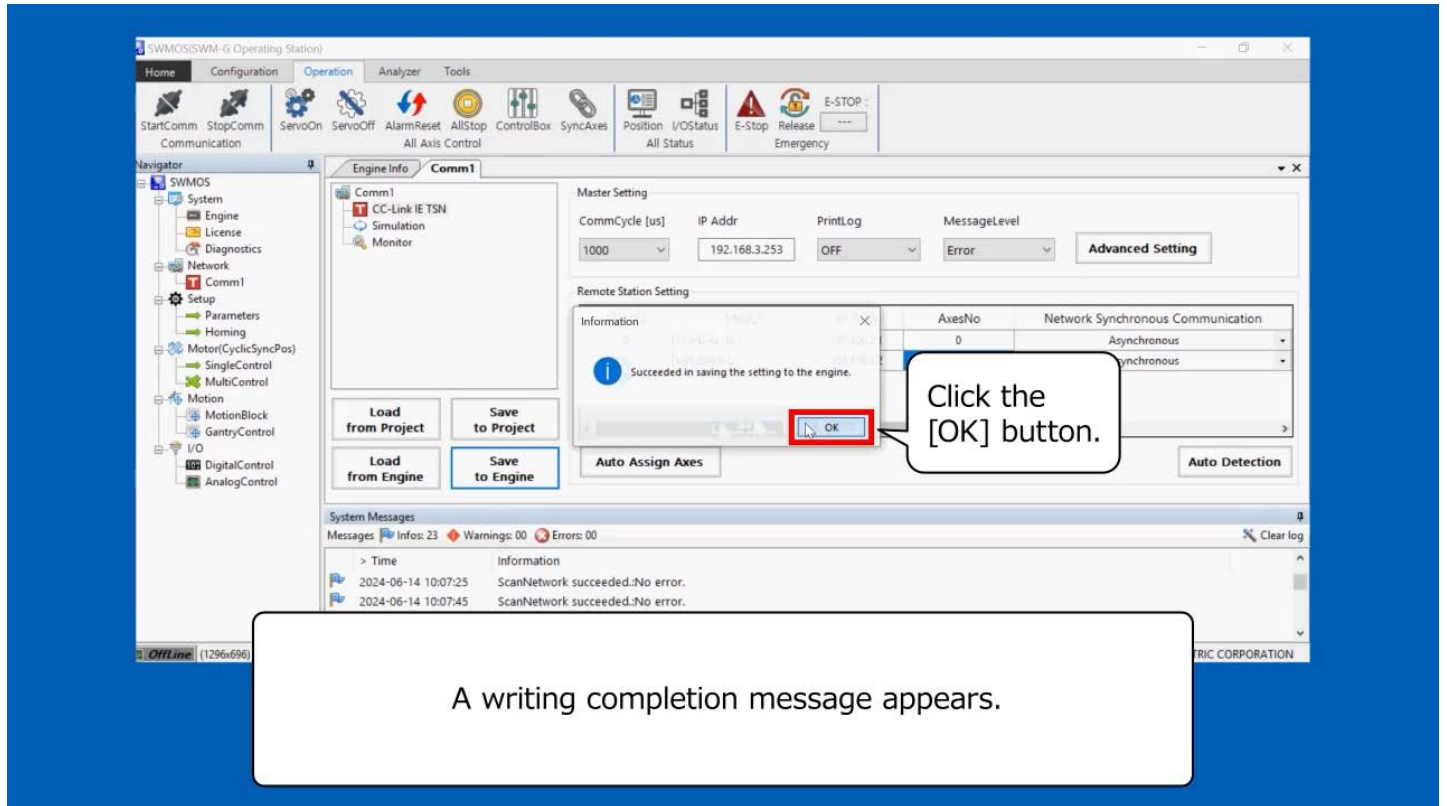 SWMOS(SWM-G Operating Station)
Home Configuration Operation Analyzer Tools
StartComm StopComm ServoOn ServoOff AlarmReset AllStop ControlBox SyncAxes Position I/OStatus E-Stop Release E-STOP : ---
Communication All Axis Control All Status Emergency
Navigator
SWMOS
System
Engine
License
Diagnostics
Network
Comm1
Setup
Parameters
Homing
Motor(CyclicSyncPos)
SingleControl
MultiControl
Motion
MotionBlock
GantryControl
I/O
DigitalControl
AnalogControl
Engine Info Comm1
Comm1
CC-Link IE TSN
Simulation
Monitor
Load from Project
Save to Project
Load from Engine
Save to Engine
Master Setting
CommCycle [us] IP Addr PrintLog MessageLevel
1000 192.168.3.253 OFF Error Advanced Setting
Remote Station Setting
AxesNo Network Synchronous Communication
0 Asynchronous
ynchronous
Information
Succeeded in saving the setting to the engine.
OK
Click the
[OK] button.
Auto Assign Axes Auto Detection
System Messages
Messages Infos: 23 Warnings: 00 Errors: 00 Clear log
> Time Information
2024-06-14 10:07:25 ScanNetwork succeeded.:No error.
2024-06-14 10:07:45 ScanNetwork succeeded.:No error.
OffLine (1296x696) TRIC CORPORATION
A writing completion message appears.